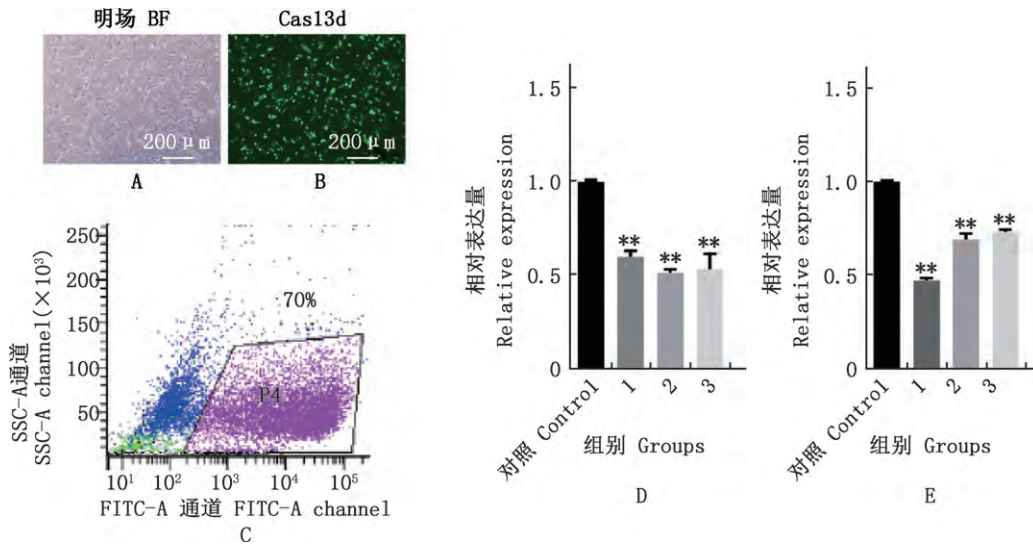 明场 BF
Cas13d
200 μm
200 μm
A
B
SSC-A通道
SSC-A channel(×10³)
250
200
150
100
50
70%
P4
10¹
10²
10³
10⁴
10⁵
FITC-A 通道 FITC-A channel
C
相对表达量
Relative expression
1.5
1.0
0.5
0
**
**
**
对照 Control
1
2
3
组别 Groups
D
相对表达量
Relative expression
1.5
1.0
0.5
0
**
**
**
对照 Control
1
2
3
组别 Groups
E